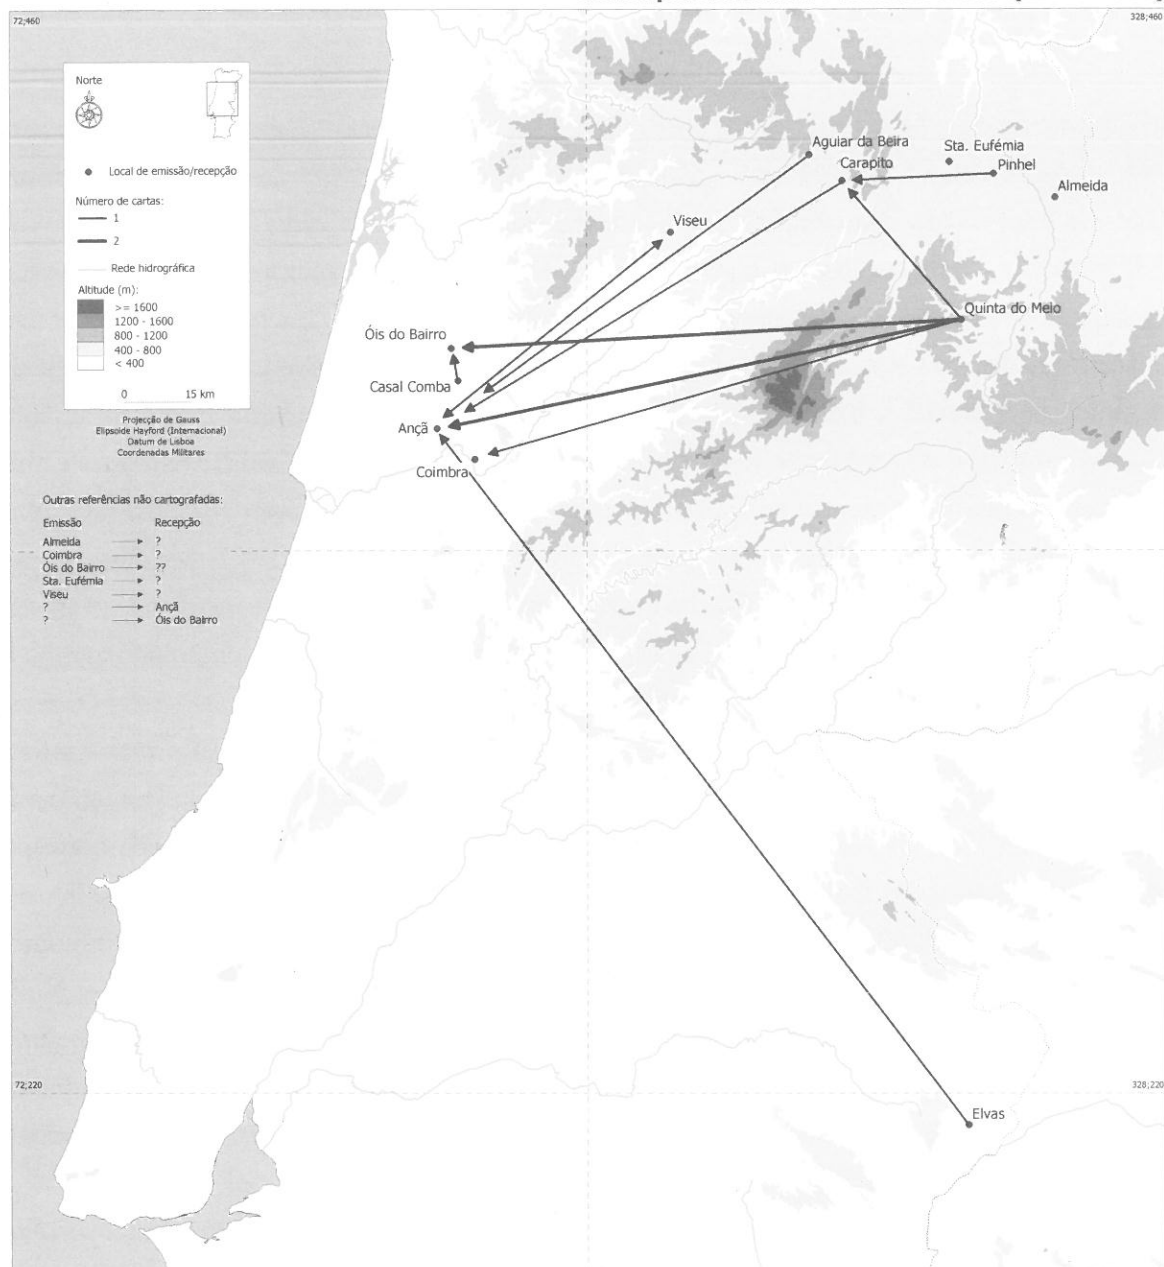 72;460
328;460
Norte
Local de emissão/recepção
Número de cartas:
1
2
Rede hidrográfica
Altitude (m):
>= 1600
1200 - 1600
800 - 1200
400 - 800
< 400
0 15 km
Projecção de Gauss
Elipsoide Hayford (Internacional)
Datum de Lisboa
Coordenadas Militares
Aguiar da Beira
Carapito
Sta. Eufémia
Pinhel
Almeida
Viseu
Quinta do Meio
Óis do Bairro
Casal Comba
Ançã
Coimbra
Outras referências não cartografadas:
Emissão Recepção
Almeida ?
Coimbra ?
Óis do Bairro ??
Sta. Eufémia ?
Viseu ?
? Ançã
? Óis do Bairro
72;220
328;220
Elvas